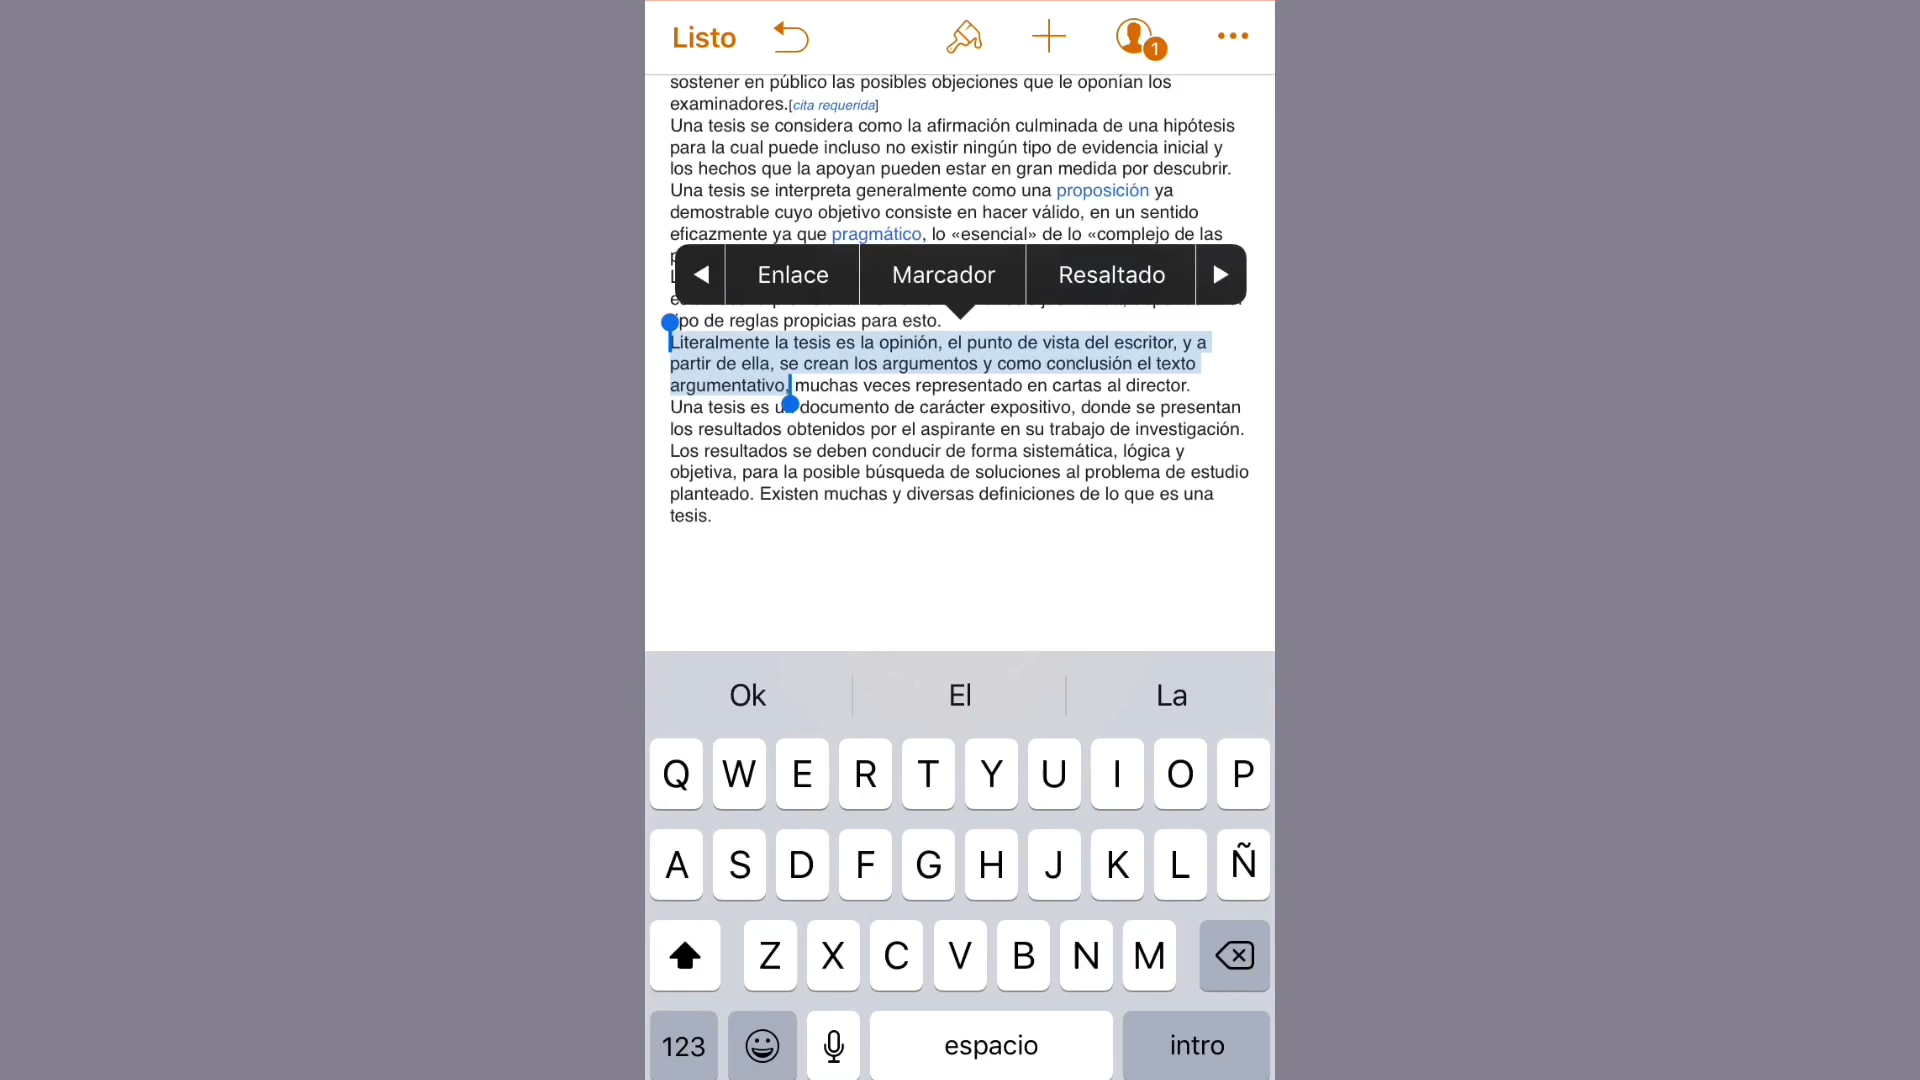 Listo
1
sostener en público las posibles objeciones que le oponían los
examinadores.[cita requerida]
Una tesis se considera como la afirmación culminada de una hipótesis
para la cual puede incluso no existir ningún tipo de evidencia inicial y
los hechos que la apoyan pueden estar en gran medida por descubrir.
Una tesis se interpreta generalmente como una proposición ya
demostrable cuyo objetivo consiste en hacer válido, en un sentido
eficazmente ya que pragmático, lo «esencial» de lo «complejo de las
Enlace Marcador Resaltado
de reglas propicias para esto.
Literalmente la tesis es la opinión, el punto de vista del escritor, y a
partir de ella, se crean los argumentos y como conclusión el texto
argumentativo, muchas veces representado en cartas al director.
Una tesis es un documento de carácter expositivo, donde se presentan
los resultados obtenidos por el aspirante en su trabajo de investigación.
Los resultados se deben conducir de forma sistemática, lógica y
objetiva, para la posible búsqueda de soluciones al problema de estudio
planteado. Existen muchas y diversas definiciones de lo que es una
tesis.
Ok El La
Q W E R T Y U I O P
A S D F G H J K L Ñ
Z X C V B N M
123 espacio intro